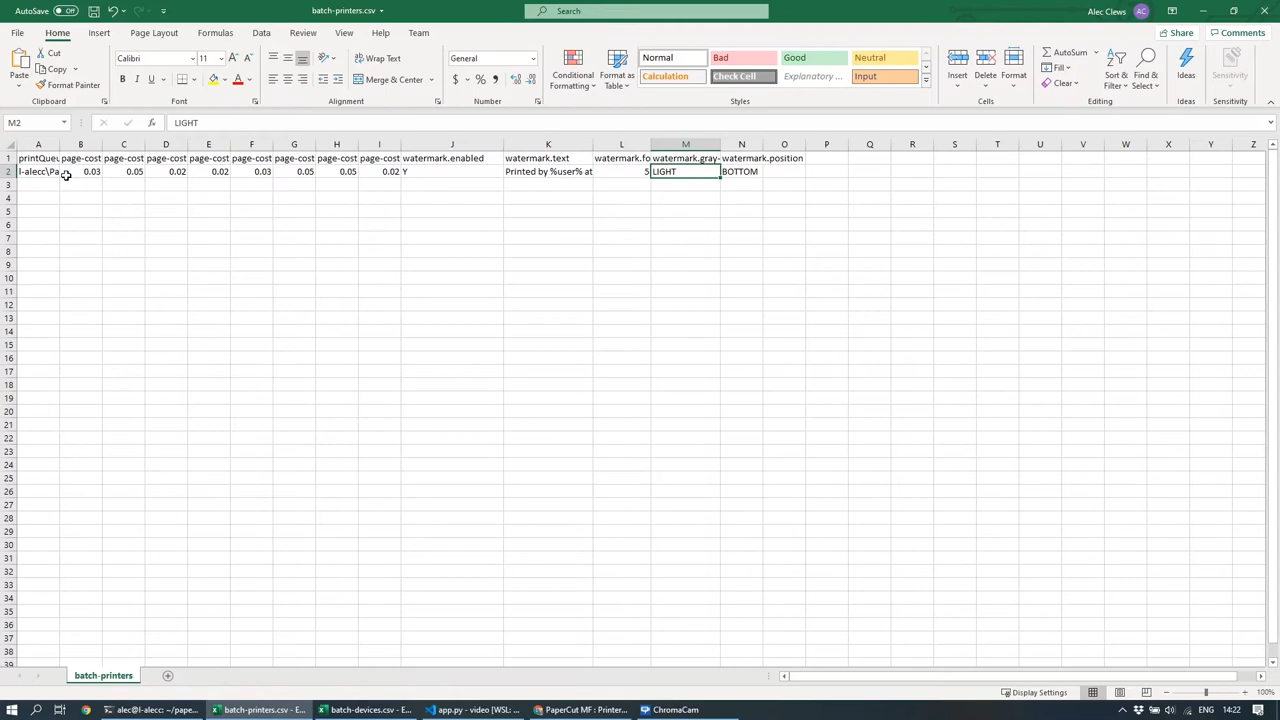 AutoSave Off
batch-printers.csv
Search
Alec Clews AC
File Home Insert Page Layout Formulas Data Review View Help Team
Share Comments
Paste Cut Copy Format Painter
Calibri 11
B I U
Wrap Text
Merge & Center
General
$ % 9
Conditional Formatting
Format as Table
Normal Bad Good Neutral
Calculation Check Cell Explanatory ... Input
Insert Delete Format
AutoSum
Fill
Clear
Sort & Filter
Find & Select
Ideas Sensitivity
Clipboard Font Alignment Number Styles Cells Editing Ideas Sensitivity
M2 fx LIGHT
A B C D E F G H I J K L M N O P Q R S T U V W X Y Z
1 printQueu page-cost page-cost page-cost page-cost page-cost page-cost page-cost page-cost watermark.enabled watermark.text watermark.fo watermark.gray- watermark.position
2 l-alecc\Pa 0.03 0.05 0.02 0.02 0.03 0.05 0.05 0.02 Y Printed by %user% at 5 LIGHT BOTTOM
3
4
5
6
7
8
9
10
11
12
13
14
15
16
17
18
19
20
21
22
23
24
25
26
27
28
29
30
31
32
33
34
35
36
37
38
39
batch-printers
Display Settings 100%
alec@l-alecc: ~/pape... batch-printers.csv - E... batch-devices.csv - E... app.py - video [WSL: ... PaperCut MF : Printer... ChromaCam ENG 14:22